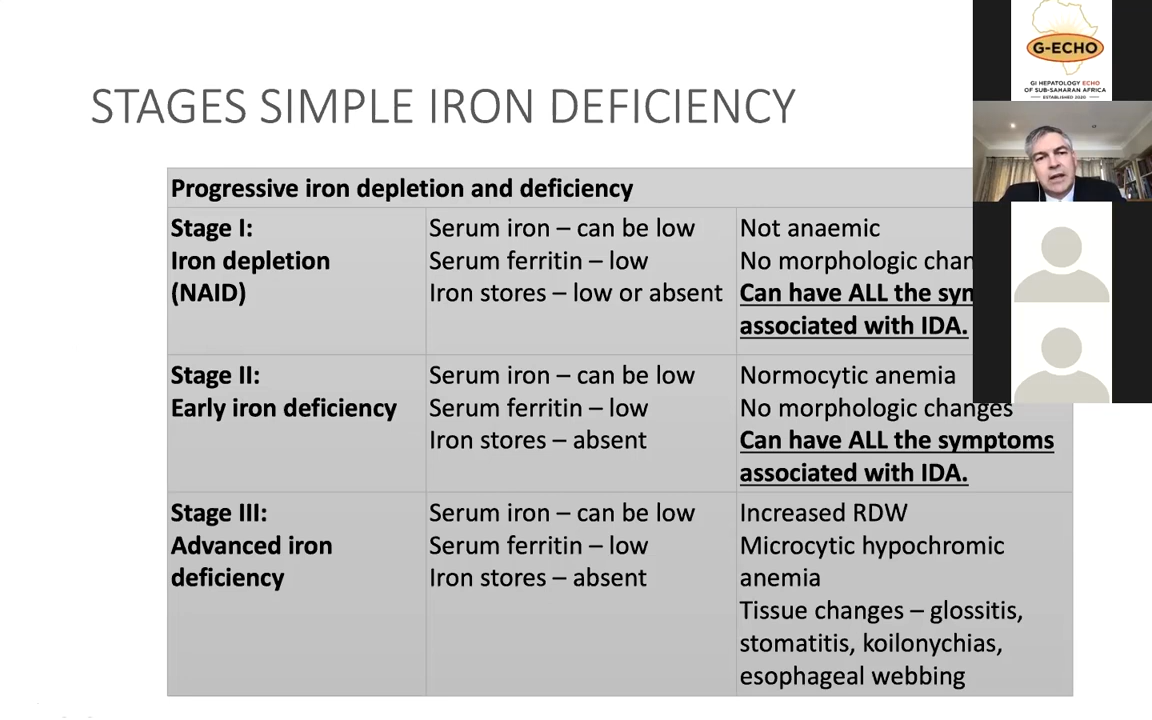 G-ECHO
GI HEPATOLOGY ECHO
OF SUB-SAHARAN AFRICA
ESTABLISHED 2020
STAGES SIMPLE IRON DEFICIENCY
Progressive iron depletion and deficiency
Stage I:
Iron depletion
(NAID)
Serum iron – can be low
Serum ferritin – low
Iron stores – low or absent
Not anaemic
No morphologic chan
Can have ALL the sym
associated with IDA.
Stage II:
Early iron deficiency
Serum iron – can be low
Serum ferritin – low
Iron stores – absent
Normocytic anemia
No morphologic changes
Can have ALL the symptoms
associated with IDA.
Stage III:
Advanced iron
deficiency
Serum iron – can be low
Serum ferritin – low
Iron stores – absent
Increased RDW
Microcytic hypochromic
anemia
Tissue changes – glossitis,
stomatitis, koilonychias,
esophageal webbing